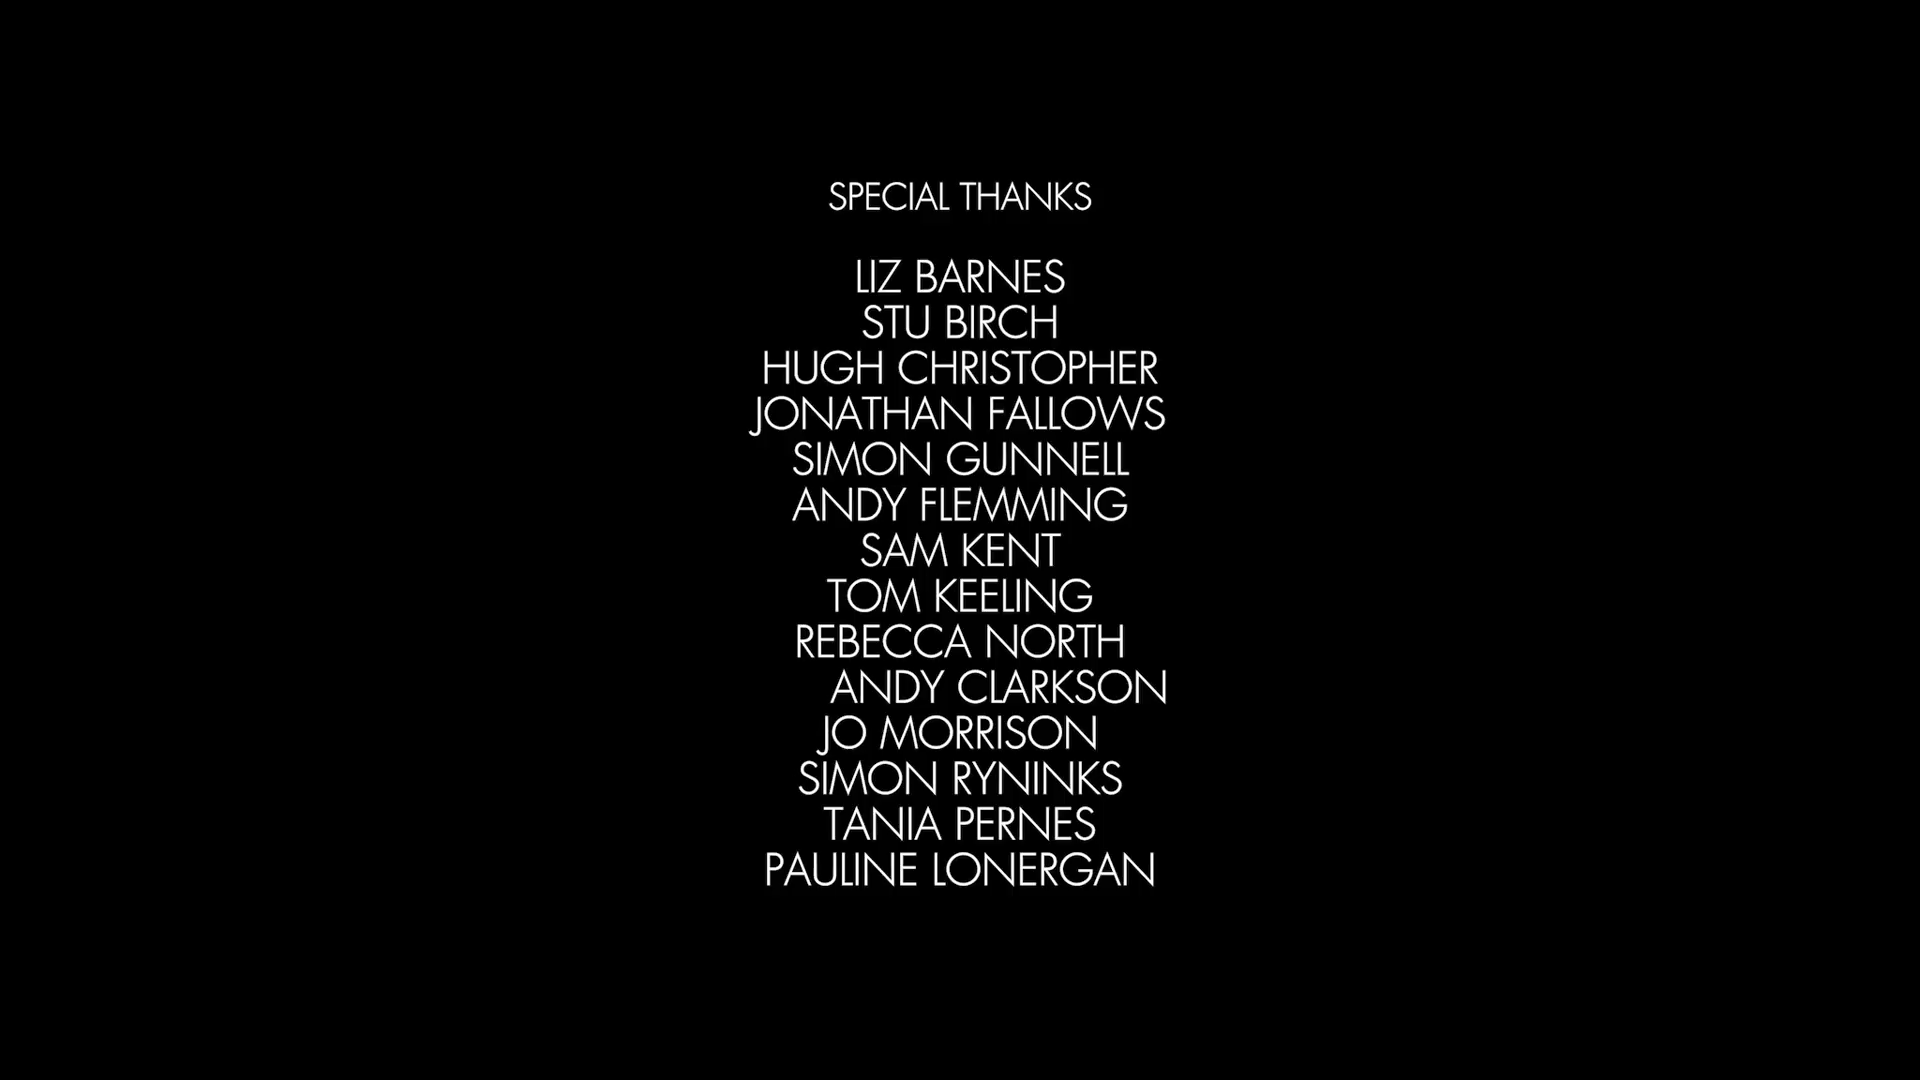 SPECIAL THANKS
LIZ BARNES
STU BIRCH
HUGH CHRISTOPHER
JONATHAN FALLOWS
SIMON GUNNELL
ANDY FLEMMING
SAM KENT
TOM KEELING
REBECCA NORTH
ANDY CLARKSON
JO MORRISON
SIMON RYNINKS
TANIA PERNES
PAULINE LONERGAN